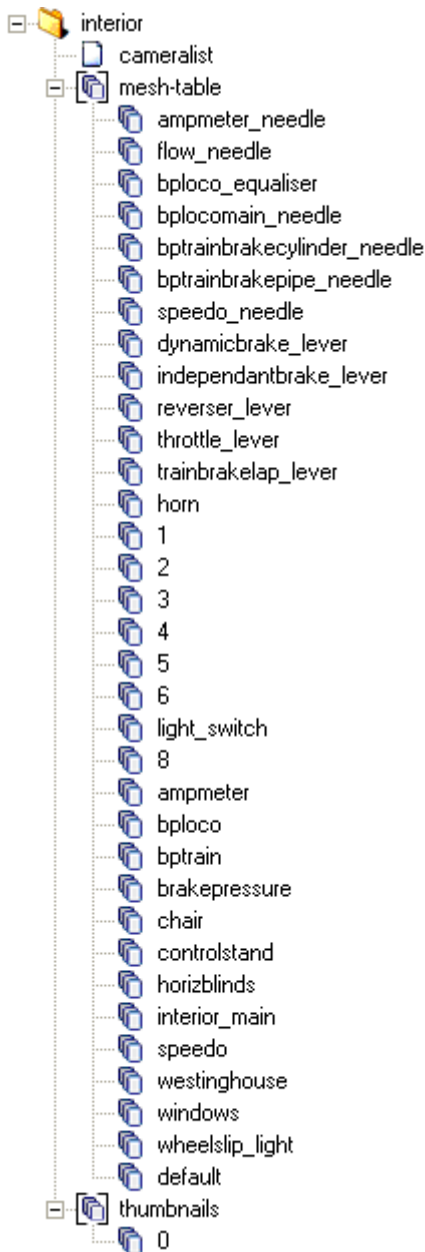 interior
cameralist
mesh-table
ampmeter_needle
flow_needle
bploco_equaliser
bplocomain_needle
bptrainbrakecylinder_needle
bptrainbrakepipe_needle
speedo_needle
dynamicbrake_lever
independantbrake_lever
reverser_lever
throttle_lever
trainbrakelap_lever
horn
1
2
3
4
5
6
light_switch
8
ampmeter
bploco
bptrain
brakepressure
chair
controlstand
horizblinds
interior_main
speedo
westinghouse
windows
wheelslip_light
default
thumbnails
0